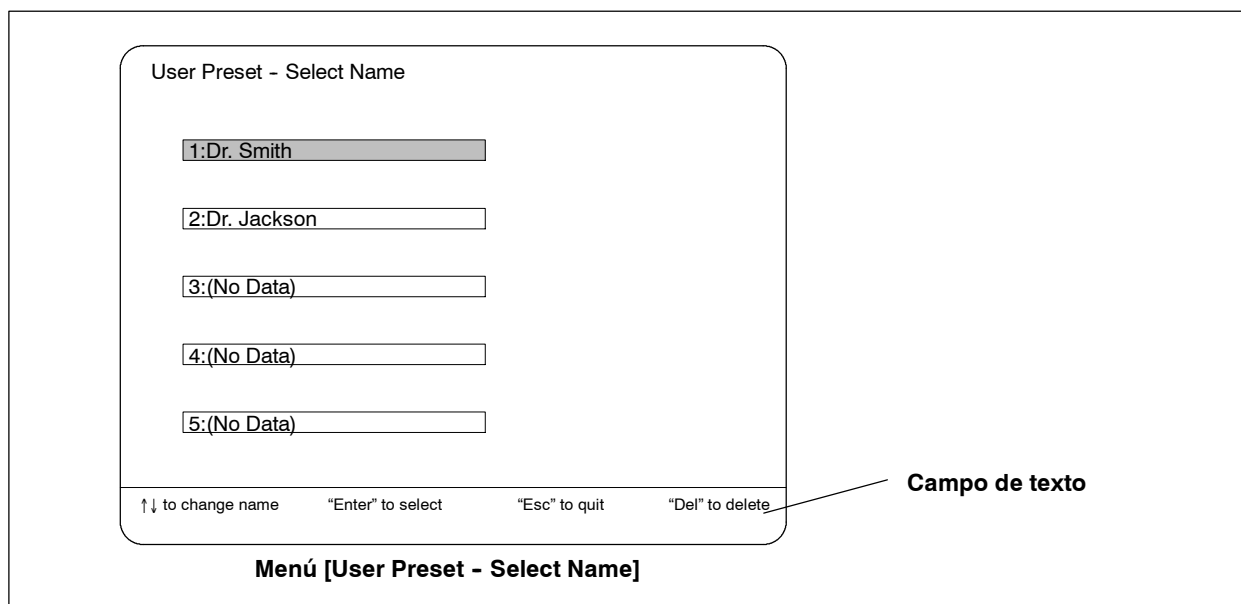 User Preset - Select Name
1:Dr. Smith
2:Dr. Jackson
3:(No Data)
4:(No Data)
5:(No Data)
↑↓ to change name “Enter” to select “Esc” to quit “Del” to delete
Campo de texto
Menú [User Preset - Select Name]